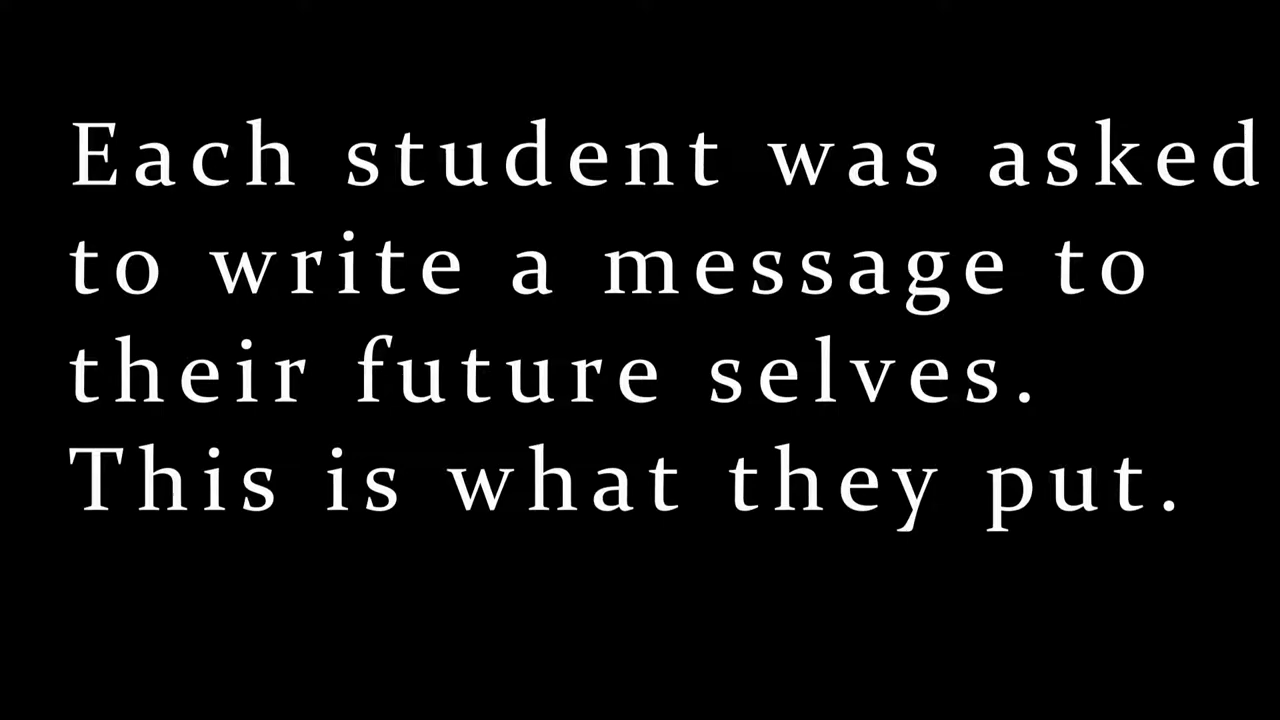 Each student was asked
to write a message to
their future selves.
This is what they put.